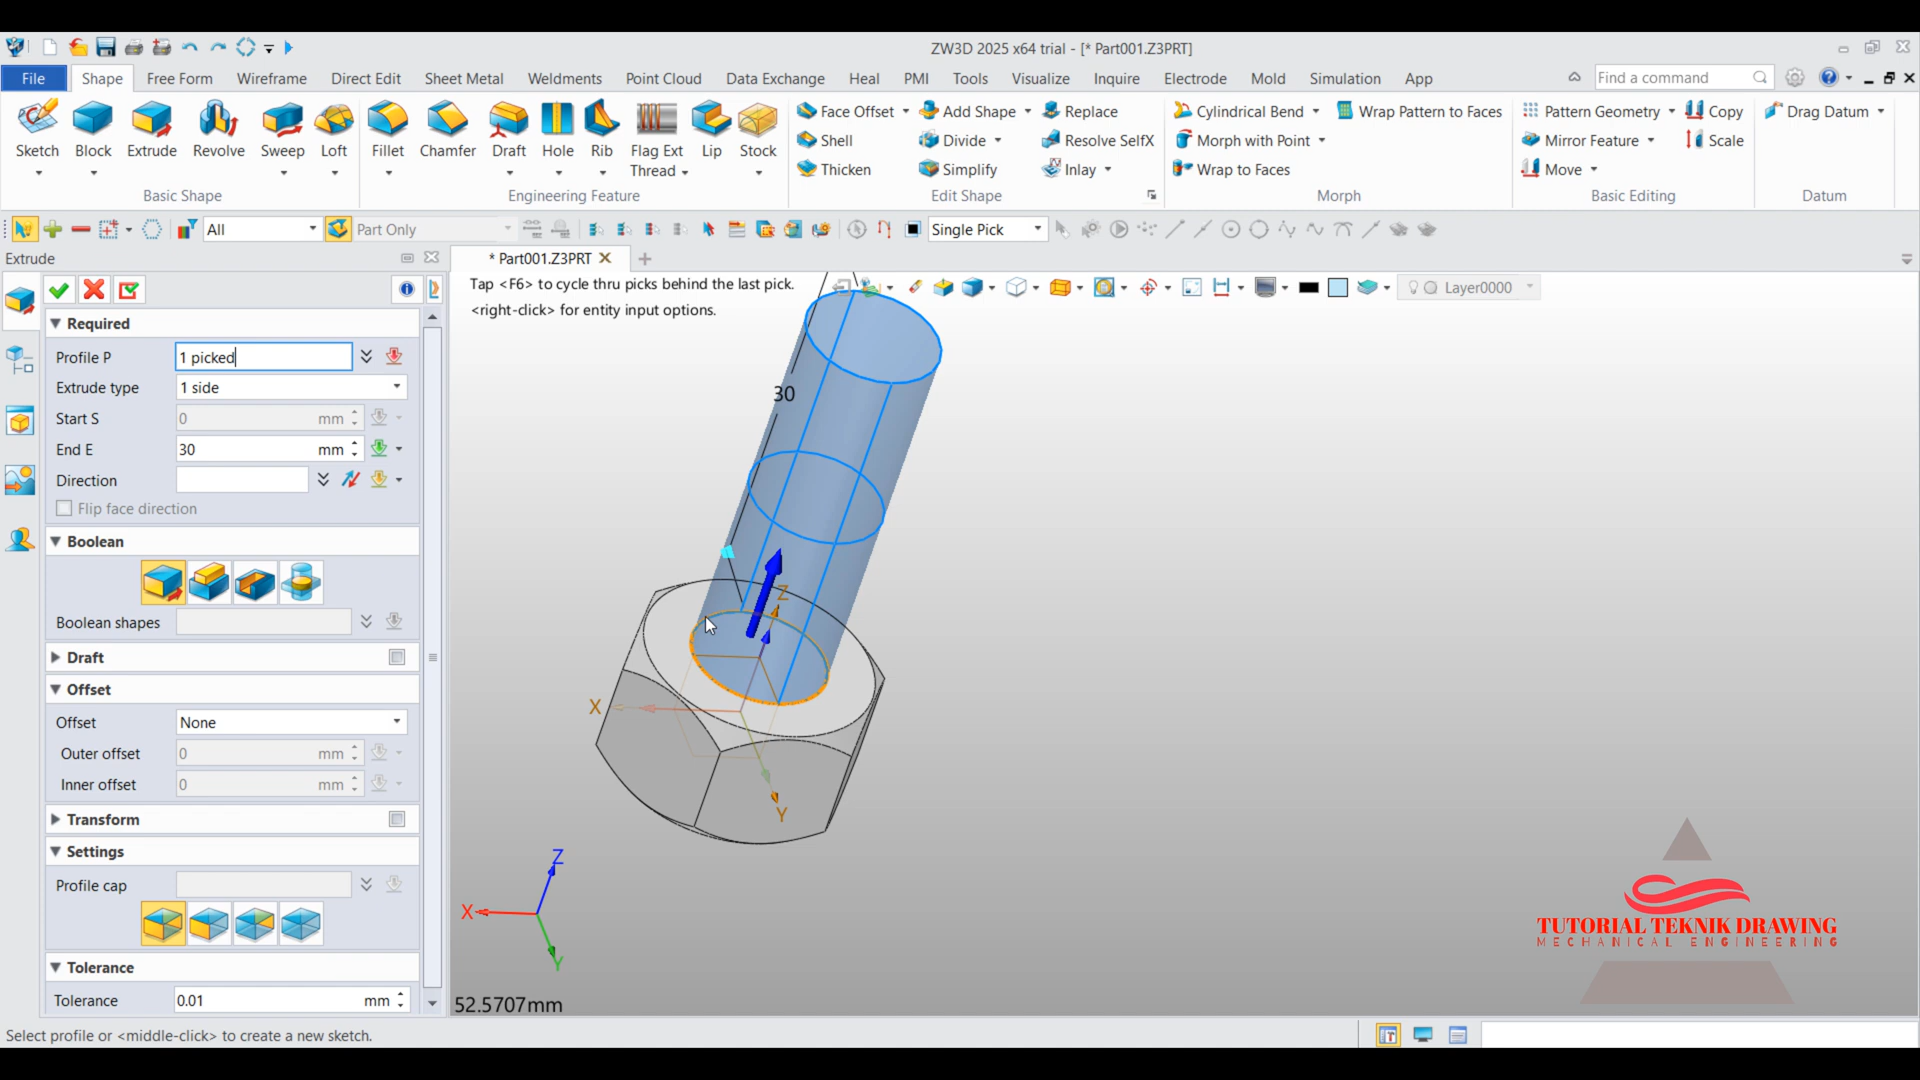 ZW3D 2025 x64 trial - [* Part001.Z3PRT]
File Shape Free Form Wireframe Direct Edit Sheet Metal Weldments Point Cloud Data Exchange Heal PMI Tools Visualize Inquire Electrode Mold Simulation App Find a command
Sketch Block Extrude Revolve Sweep Loft Fillet Chamfer Draft Hole Rib Flag Ext Thread Lip Stock
Face Offset Add Shape Replace Cylindrical Bend Wrap Pattern to Faces Pattern Geometry Copy Drag Datum
Shell Divide Resolve SelfX Morph with Point Mirror Feature Scale
Thicken Simplify Inlay Wrap to Faces Move
Basic Shape Engineering Feature Edit Shape Morph Basic Editing Datum
All Part Only Single Pick
Extrude
* Part001.Z3PRT
Tap <F6> to cycle thru picks behind the last pick.
<right-click> for entity input options.
Layer0000
Required
Profile P 1 picked
Extrude type 1 side
Start S 0 mm
End E 30 mm
Direction
Flip face direction
Boolean
Boolean shapes
Draft
Offset
Offset None
Outer offset 0 mm
Inner offset 0 mm
Transform
Settings
Profile cap
Tolerance
Tolerance 0.01 mm
30
Z
X
Y
Z
X
Y
52.5707mm
TUTORIAL TEKNIK DRAWING
MECHANICAL ENGINEERING
Select profile or <middle-click> to create a new sketch.